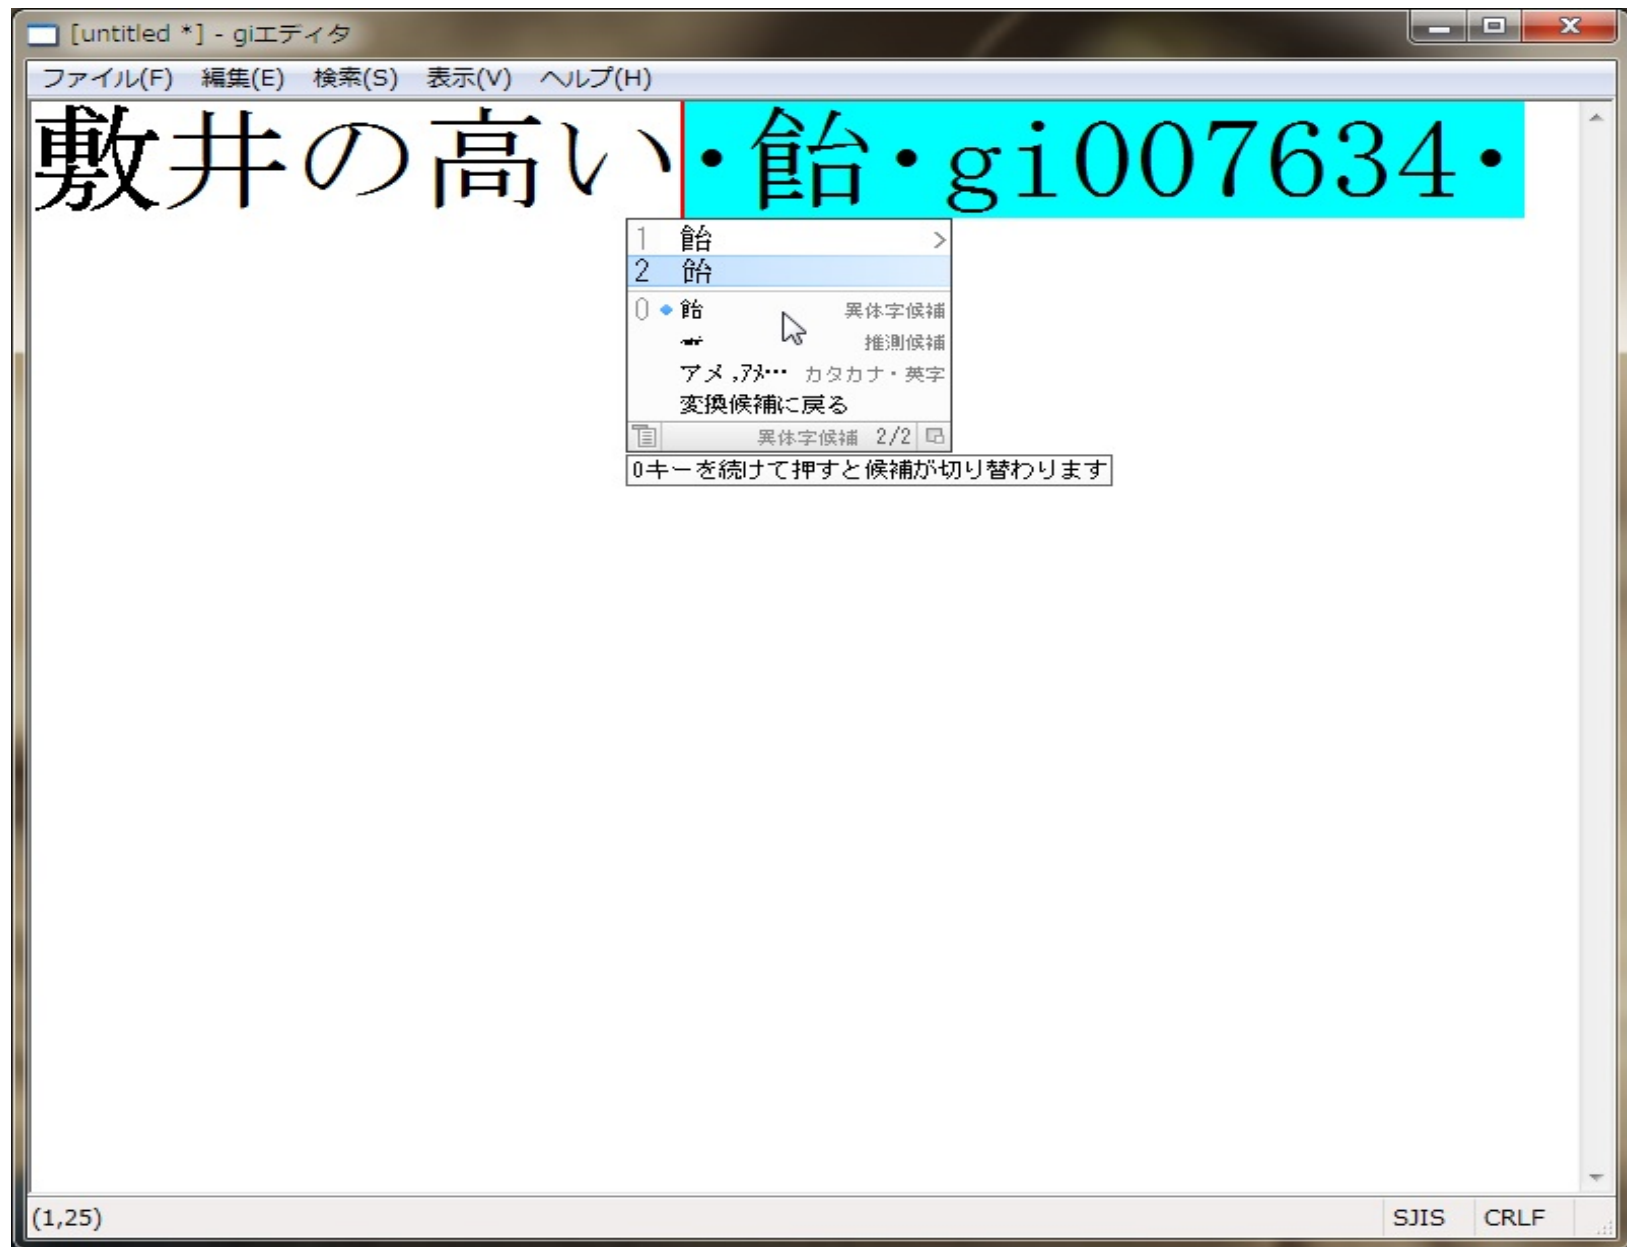 [untitled *] - giエディタ
ファイル(F) 編集(E) 検索(S) 表示(V) ヘルプ(H)
敷井の高い・飴・gi007634・
1 飴 >
2 飴
0 飴 異体字候補
推測候補
アメ,ｱﾒ… カタカナ・英字
変換候補に戻る
異体字候補 2/2
0キーを続けて押すと候補が切り替わります
(1,25) SJIS CRLF